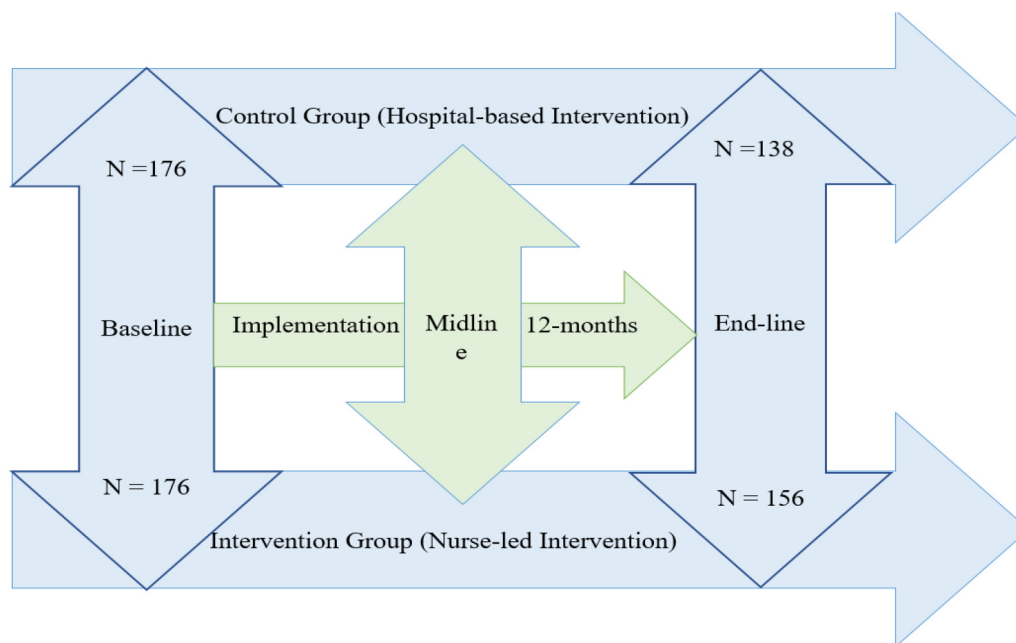 Control Group (Hospital-based Intervention)
N =176
N =138
Baseline
Implementation
Midlin
e
12-months
End-line
N = 176
N = 156
Intervention Group (Nurse-led Intervention)